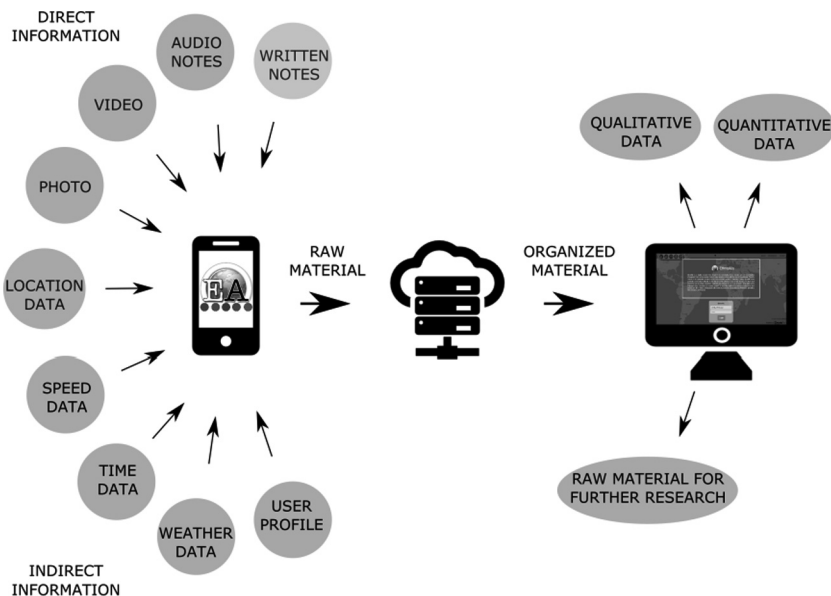 DIRECT
INFORMATION
AUDIO
NOTES
WRITTEN
NOTES
VIDEO
PHOTO
LOCATION
DATA
SPEED
DATA
TIME
DATA
WEATHER
DATA
USER
PROFILE
INDIRECT
INFORMATION
EA
RAW
MATERIAL
ORGANIZED
MATERIAL
QUALITATIVE
DATA
QUANTITATIVE
DATA
RAW MATERIAL FOR
FURTHER RESEARCH